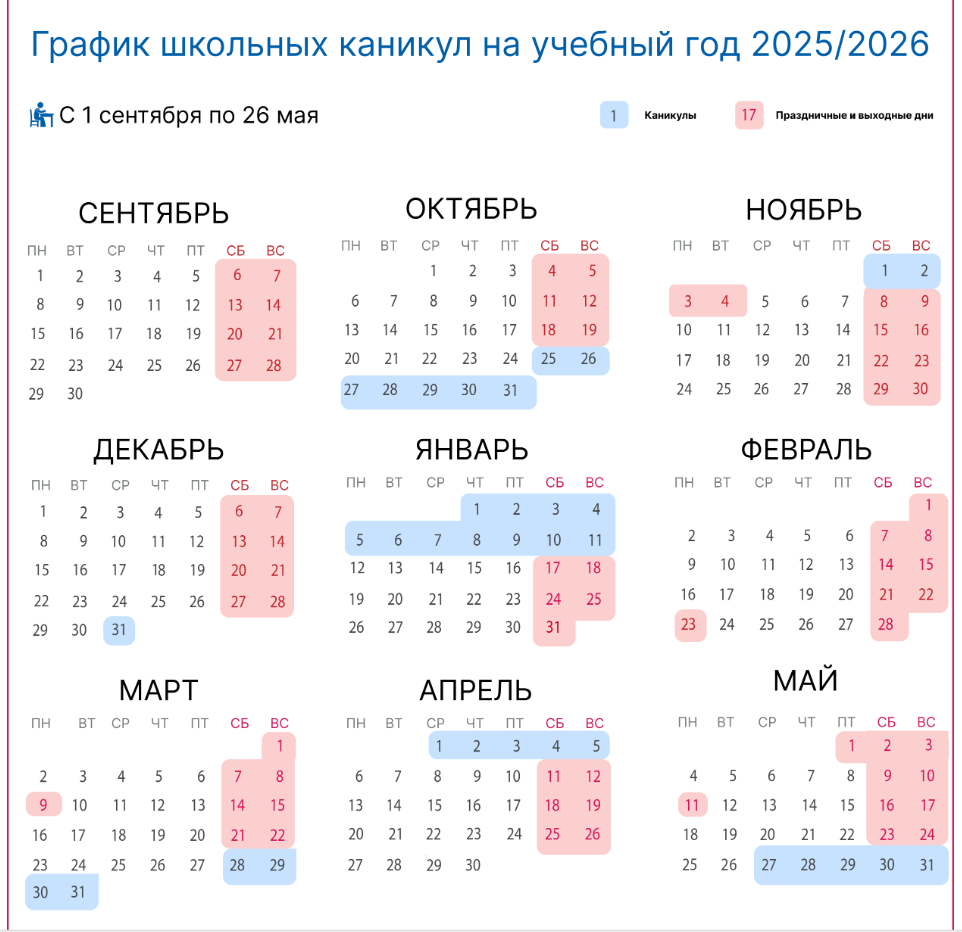 График школьных каникул на учебный год 2025/2026
С 1 сентября по 26 мая
1 Каникулы 17 Праздничные и выходные дни
СЕНТЯБРЬ
ПН ВТ СР ЧТ ПТ СБ ВС
1 2 3 4 5 6 7
8 9 10 11 12 13 14
15 16 17 18 19 20 21
22 23 24 25 26 27 28
29 30
ОКТЯБРЬ
ПН ВТ СР ЧТ ПТ СБ ВС
1 2 3 4 5
6 7 8 9 10 11 12
13 14 15 16 17 18 19
20 21 22 23 24 25 26
27 28 29 30 31
НОЯБРЬ
ПН ВТ СР ЧТ ПТ СБ ВС
1 2
3 4 5 6 7 8 9
10 11 12 13 14 15 16
17 18 19 20 21 22 23
24 25 26 27 28 29 30
ДЕКАБРЬ
ПН ВТ СР ЧТ ПТ СБ ВС
1 2 3 4 5 6 7
8 9 10 11 12 13 14
15 16 17 18 19 20 21
22 23 24 25 26 27 28
29 30 31
ЯНВАРЬ
ПН ВТ СР ЧТ ПТ СБ ВС
1 2 3 4
5 6 7 8 9 10 11
12 13 14 15 16 17 18
19 20 21 22 23 24 25
26 27 28 29 30 31
ФЕВРАЛЬ
ПН ВТ СР ЧТ ПТ СБ ВС
1
2 3 4 5 6 7 8
9 10 11 12 13 14 15
16 17 18 19 20 21 22
23 24 25 26 27 28
МАРТ
ПН ВТ СР ЧТ ПТ СБ ВС
1
2 3 4 5 6 7 8
9 10 11 12 13 14 15
16 17 18 19 20 21 22
23 24 25 26 27 28 29
30 31
АПРЕЛЬ
ПН ВТ СР ЧТ ПТ СБ ВС
1 2 3 4 5
6 7 8 9 10 11 12
13 14 15 16 17 18 19
20 21 22 23 24 25 26
27 28 29 30
МАЙ
ПН ВТ СР ЧТ ПТ СБ ВС
1 2 3
4 5 6 7 8 9 10
11 12 13 14 15 16 17
18 19 20 21 22 23 24
25 26 27 28 29 30 31